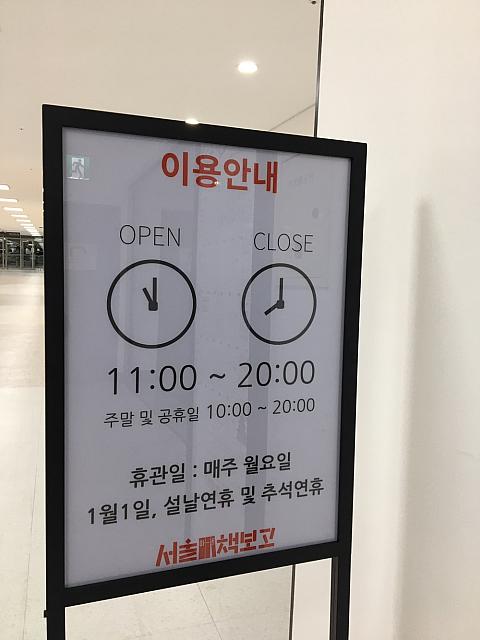 이용안내
OPEN CLOSE
11:00 ~ 20:00
주말 및 공휴일 10:00 ~ 20:00
휴관일 : 매주 월요일
1월1일, 설날연휴 및 추석연휴
서울책보고